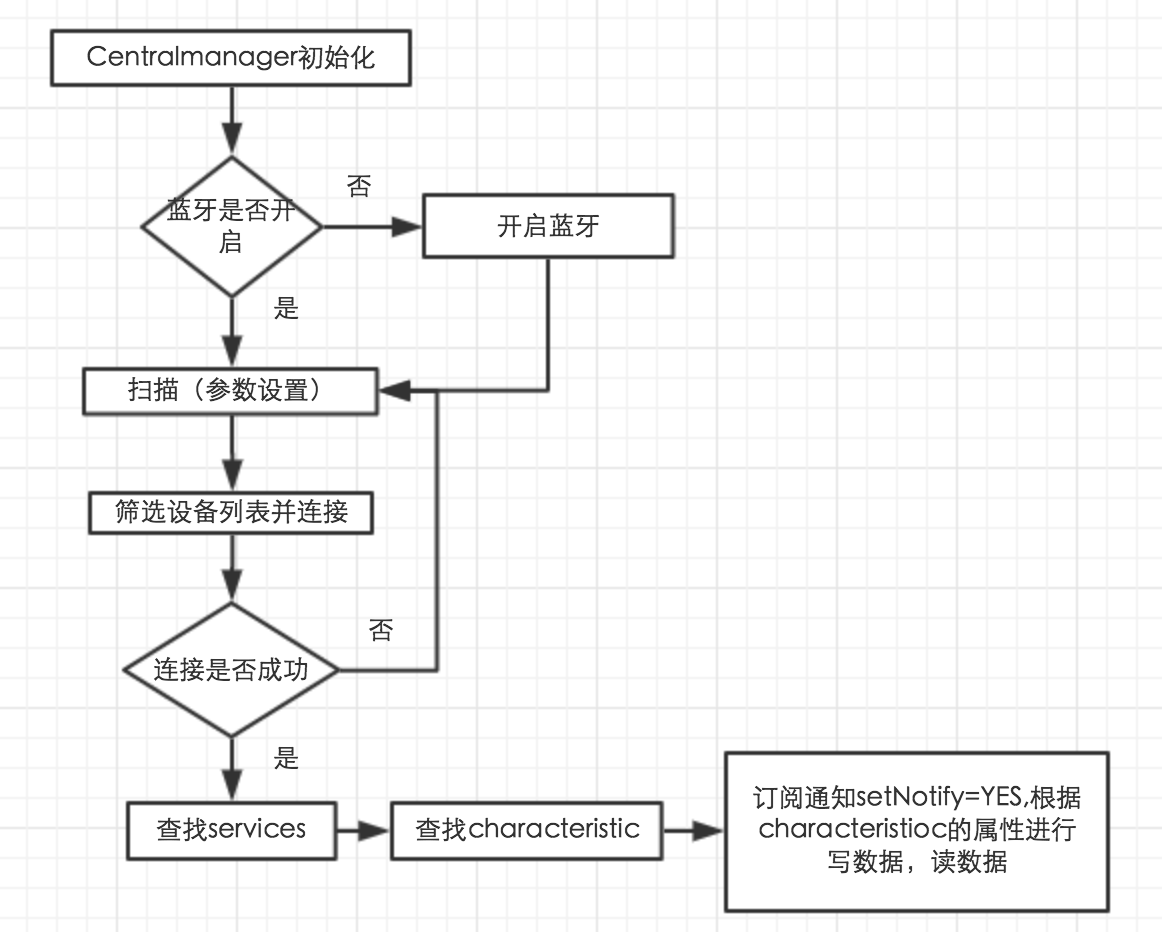 Centralmanager初始化
蓝牙是否开
启
否
开启蓝牙
是
扫描（参数设置）
筛选设备列表并连接
连接是否成功
否
是
查找services
查找characteristic
订阅通知setNotify=YES,根据
characteristioc的属性进行
写数据，读数据